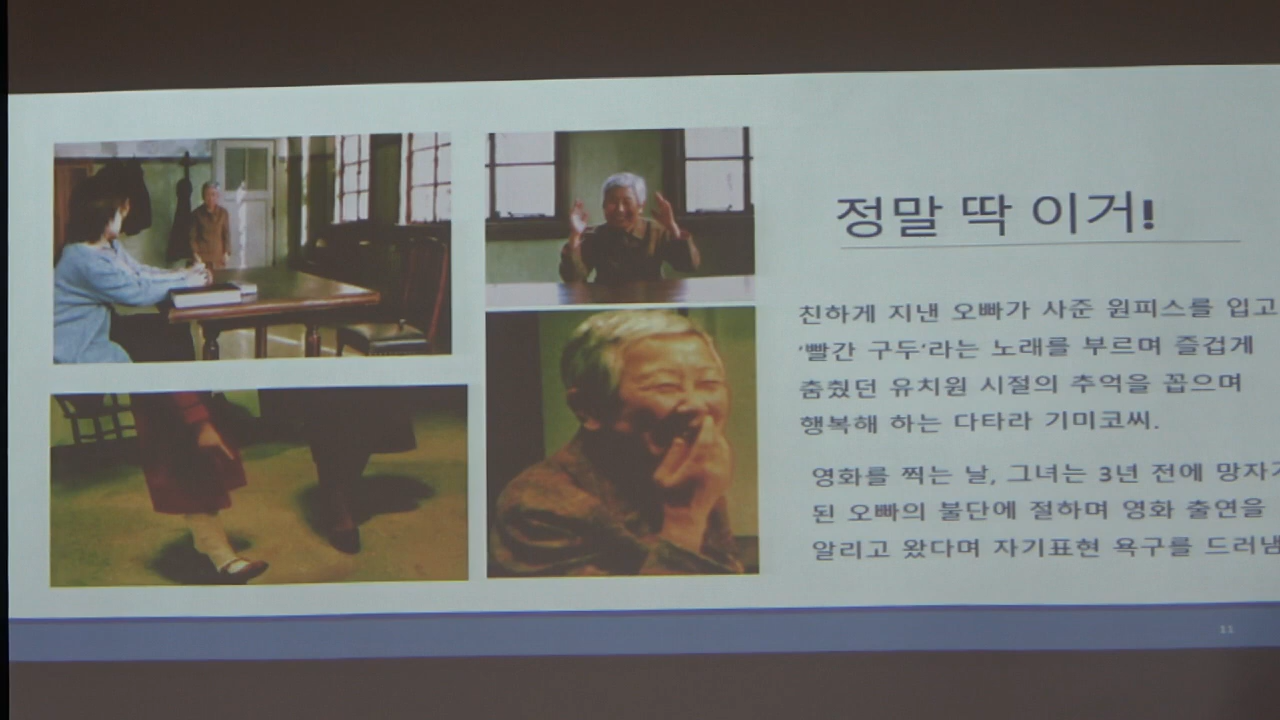 정말 딱 이거!
친하게 지낸 오빠가 사준 원피스를 입고
'빨간 구두'라는 노래를 부르며 즐겁게
춤췄던 유치원 시절의 추억을 꼽으며
행복해 하는 다타라 기미코씨.
영화를 찍는 날, 그녀는 3년 전에 망자가
된 오빠의 불단에 절하며 영화 출연을
알리고 왔다며 자기표현 욕구를 드러냄
11